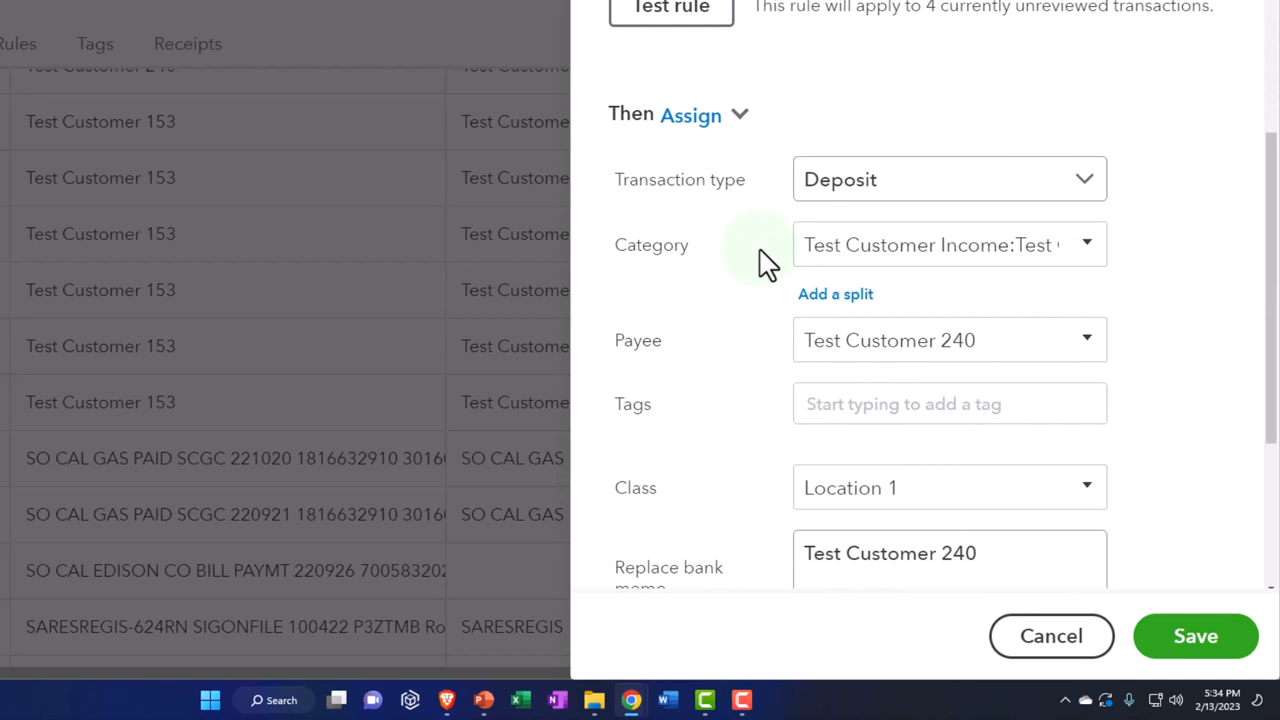 Test rule
This rule will apply to 4 currently unreviewed transactions.
Rules Tags Receipts
Then Assign
Transaction type Deposit
Category Test Customer Income:Test
Add a split
Payee Test Customer 240
Tags Start typing to add a tag
Class Location 1
Replace bank memo Test Customer 240
Cancel Save
Test Customer
Test Customer 153 Test Custome
Test Customer 153 Test Custome
Test Customer 153 Test Custome
Test Customer 153 Test Custome
Test Customer 153 Test Custome
Test Customer 153 Test Custome
SO CAL GAS PAID SCGC 221020 1816632910 3016 SO CAL GAS
SO CAL GAS PAID SCGC 220921 1816632910 3016 SO CAL GAS
SO CAL EDISON CO BILL PAYMT 220926 700583202 SO CAL EDISO
SARESREGIS-624RN SIGONFILE 100422 P3ZTMB Ro SARESREGIS
Search
5:34 PM
2/13/2023